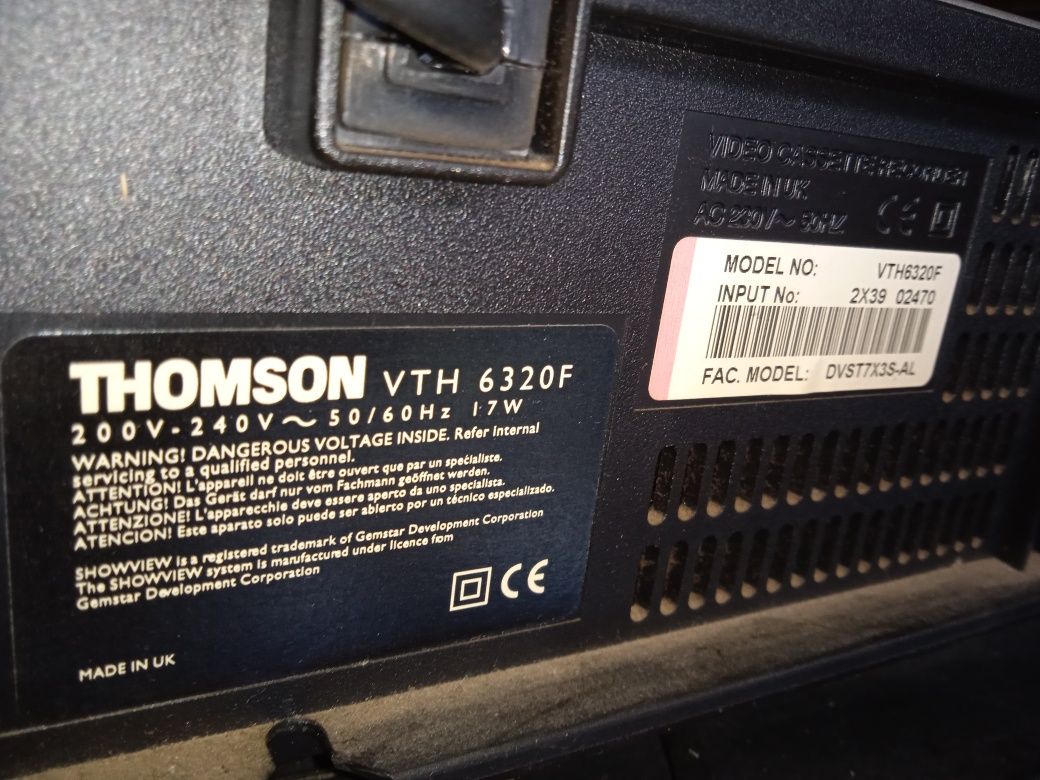 VIDEO CASSETTE RECORDER
MADE IN UK
AC 230V~ 50HZ CE
MODEL NO: VTH6320F
INPUT No: 2X39 02470
FAC. MODEL: DVST7X3S-AL
THOMSON VTH 6320F
200V-240V~50/60Hz 17W
WARNING! DANGEROUS VOLTAGE INSIDE. Refer internal
servicing to a qualified personnel.
ATTENTION! L'appareil ne doit être ouvert que par un spécialiste.
ACHTUNG! Das Gerät darf nur vom Fachmann geöffnet werden.
ATTENZIONE! L'apparecchie deve essere aperto da uno specialista.
ATENCION! Este aparato solo puede ser abierto por un técnico especializado.
SHOWVIEW is a registered trademark of Gemstar Development Corporation
The SHOWVIEW system is manufactured under licence from
Gemstar Development Corporation
CE
MADE IN UK